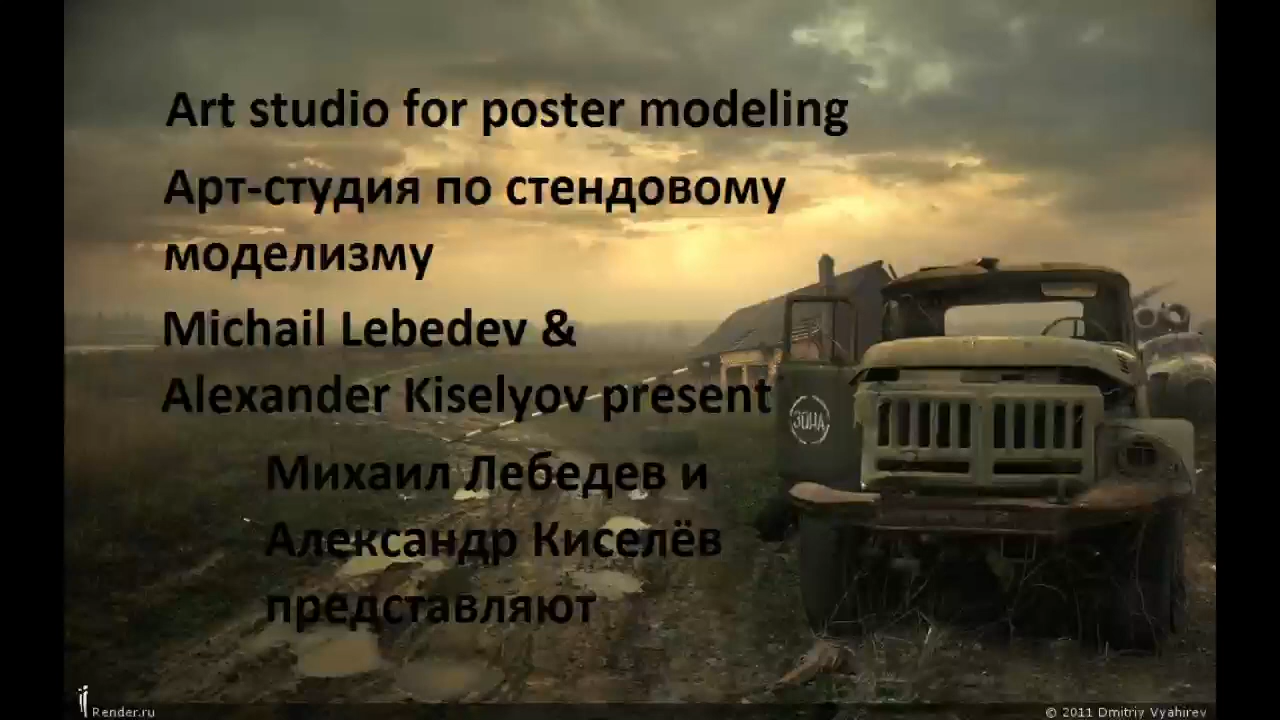 Art studio for poster modeling
Арт-студия по стендовому
моделизму
Michail Lebedev &
Alexander Kiselyov present
Михаил Лебедев и
Александр Киселёв
представляют
ЗОНА
Render.ru
© 2011 Dmitriy Vyahirev